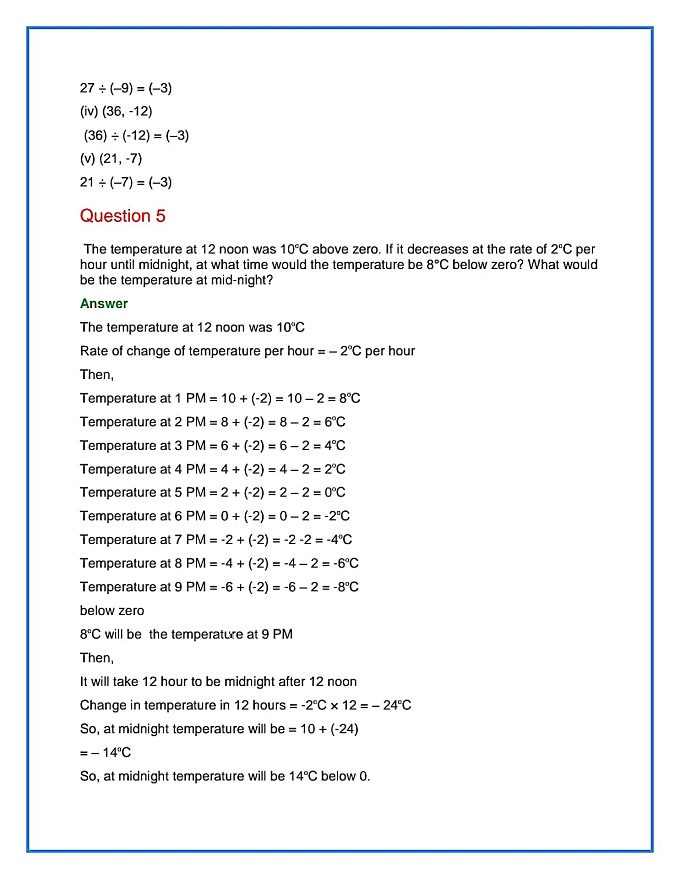 27 ÷ (–9) = (–3)
(iv) (36, -12)
(36) ÷ (-12) = (–3)
(v) (21, -7)
21 ÷ (–7) = (–3)
Question 5
The temperature at 12 noon was 10°C above zero. If it decreases at the rate of 2°C per
hour until midnight, at what time would the temperature be 8°C below zero? What would
be the temperature at mid-night?
Answer
The temperature at 12 noon was 10°C
Rate of change of temperature per hour = – 2°C per hour
Then,
Temperature at 1 PM = 10 + (-2) = 10 – 2 = 8°C
Temperature at 2 PM = 8 + (-2) = 8 – 2 = 6°C
Temperature at 3 PM = 6 + (-2) = 6 – 2 = 4°C
Temperature at 4 PM = 4 + (-2) = 4 – 2 = 2°C
Temperature at 5 PM = 2 + (-2) = 2 – 2 = 0°C
Temperature at 6 PM = 0 + (-2) = 0 – 2 = -2°C
Temperature at 7 PM = -2 + (-2) = -2 -2 = -4°C
Temperature at 8 PM = -4 + (-2) = -4 – 2 = -6°C
Temperature at 9 PM = -6 + (-2) = -6 – 2 = -8°C
below zero
8°C will be the temperature at 9 PM
Then,
It will take 12 hour to be midnight after 12 noon
Change in temperature in 12 hours = -2°C × 12 = – 24°C
So, at midnight temperature will be = 10 + (-24)
= – 14°C
So, at midnight temperature will be 14°C below 0.